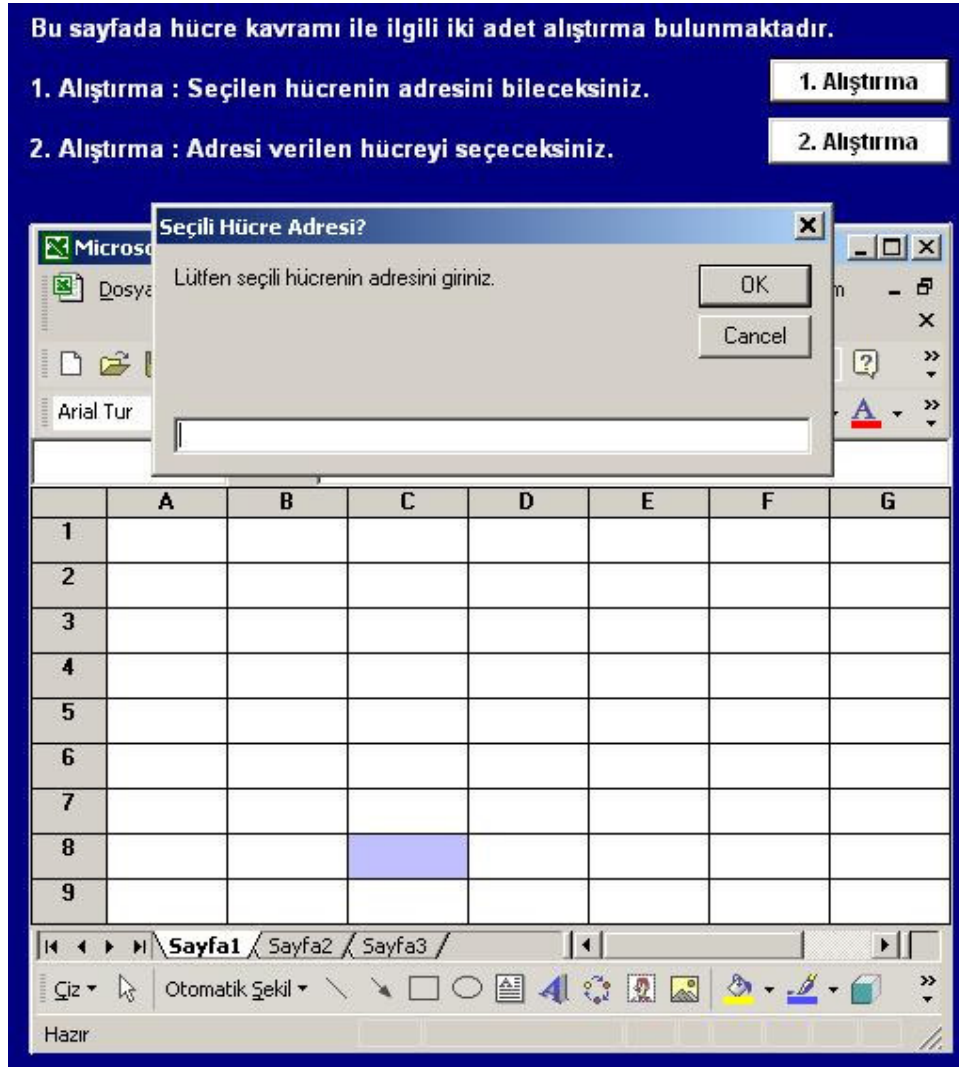 Bu sayfada hücre kavramı ile ilgili iki adet alıştırma bulunmaktadır.
1. Alıştırma : Seçilen hücrenin adresini bileceksiniz.
1. Alıştırma
2. Alıştırma : Adresi verilen hücreyi seçeceksiniz.
2. Alıştırma
Seçili Hücre Adresi?
Dosya
Lütfen seçili hücrenin adresini giriniz.
OK
Cancel
Arial Tur
A B C D E F G
1
2
3
4
5
6
7
8
9
Sayfa1 Sayfa2 Sayfa3
Çiz Otomatik Şekil
Hazır